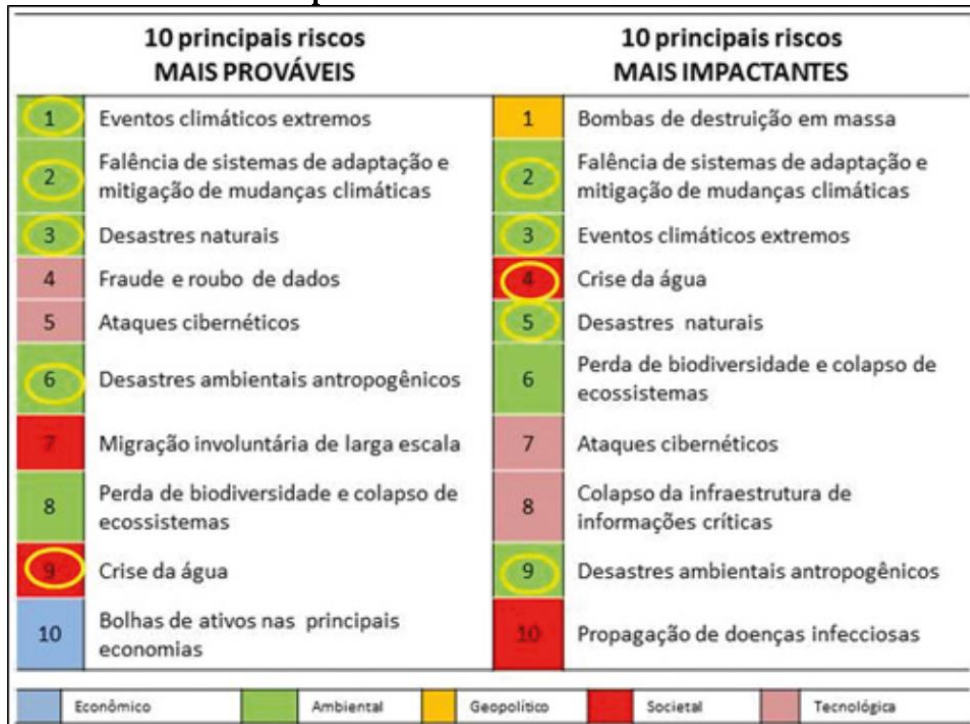 10 principais riscos
MAIS PROVÁVEIS
1 Eventos climáticos extremos
2 Falência de sistemas de adaptação e
mitigação de mudanças climáticas
3 Desastres naturais
4 Fraude e roubo de dados
5 Ataques cibernéticos
6 Desastres ambientais antropogênicos
7 Migração involuntária de larga escala
8 Perda de biodiversidade e colapso de
ecossistemas
9 Crise da água
10 Bolhas de ativos nas principais
economias
10 principais riscos
MAIS IMPACTANTES
1 Bombas de destruição em massa
2 Falência de sistemas de adaptação e
mitigação de mudanças climáticas
3 Eventos climáticos extremos
4 Crise da água
5 Desastres naturais
6 Perda de biodiversidade e colapso de
ecossistemas
7 Ataques cibernéticos
8 Colapso da infraestrutura de
informações críticas
9 Desastres ambientais antropogênicos
10 Propagação de doenças infecciosas
Econômico Ambiental Geopolítico Societal Tecnológica